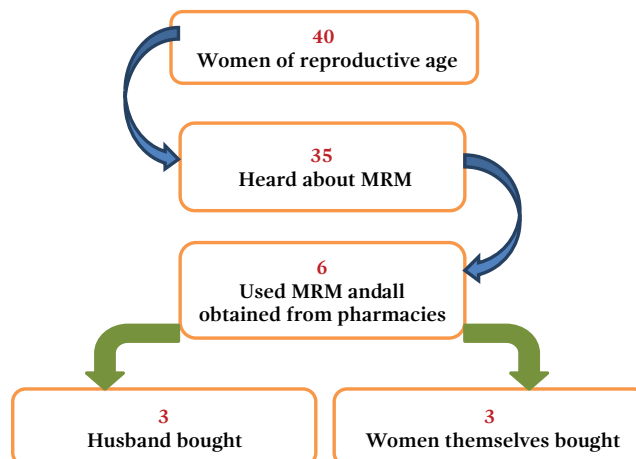 40
Women of reproductive age
35
Heard about MRM
6
Used MRM andall
obtained from pharmacies
3
Husband bought
3
Women themselves bought